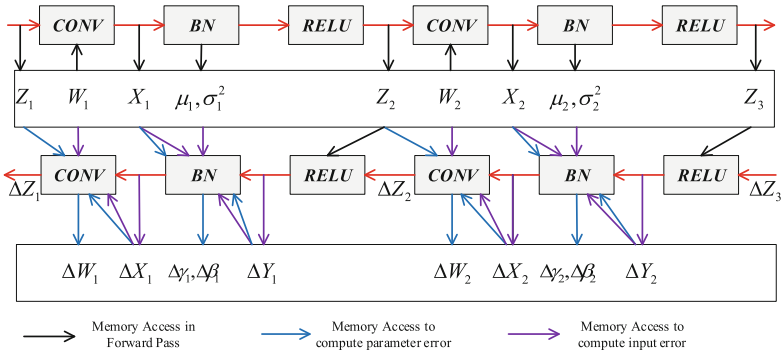 CONV BN RELU CONV BN RELU
Z₁ W₁ X₁ μ₁,σ₁² Z₂ W₂ X₂ μ₂,σ₂² Z₃
CONV BN RELU CONV BN RELU
ΔZ₁ ΔZ₂ ΔZ₃
ΔW₁ ΔX₁ Δγ₁,Δβ₁ ΔY₁ ΔW₂ ΔX₂ Δγ₂,Δβ₂ ΔY₂
Memory Access in Memory Access to Memory Access to
Forward Pass compute parameter error compute input error